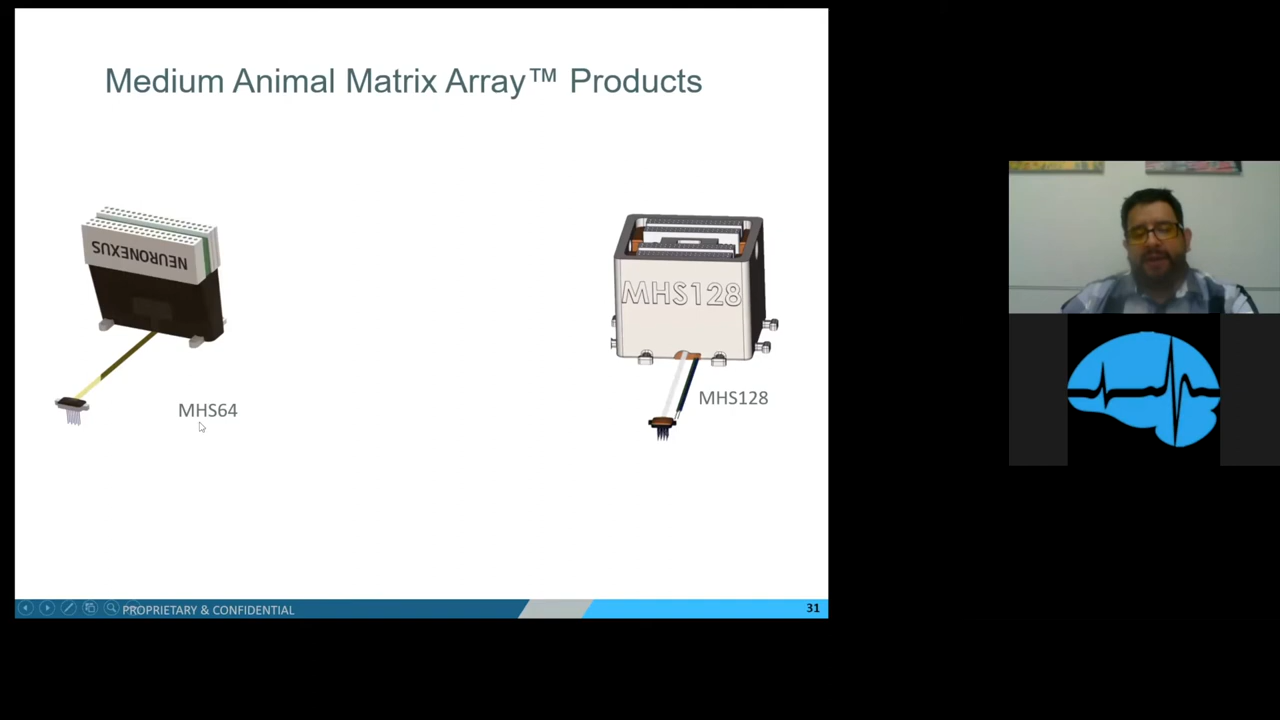 Medium Animal Matrix Array™ Products
NEURONEXUS
MHS128
MHS64
MHS128
PROPRIETARY & CONFIDENTIAL
31